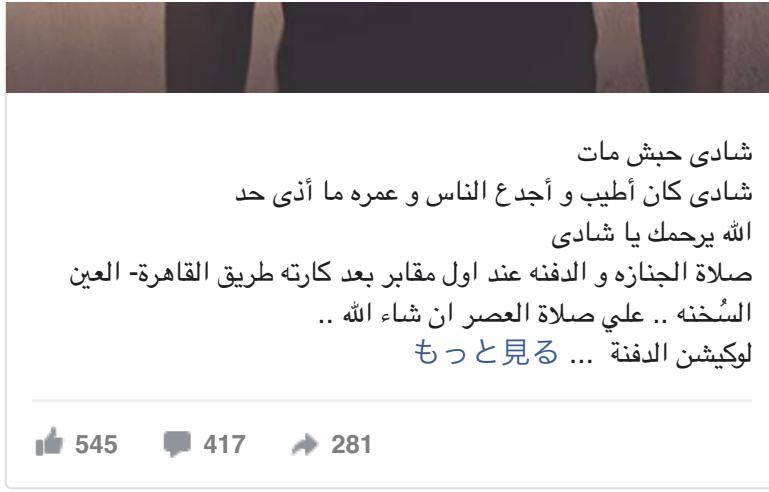 شادى حبش مات
شادى كان أطيب و أجدع الناس و عمره ما أذى حد
الله يرحمك يا شادى
صلاة الجنازه و الدفنه عند اول مقابر بعد كارته طريق القاهرة- العين
السُخنه .. علي صلاة العصر ان شاء الله ..
لوكيشن الدفنة ... もっと見る
545 417 281